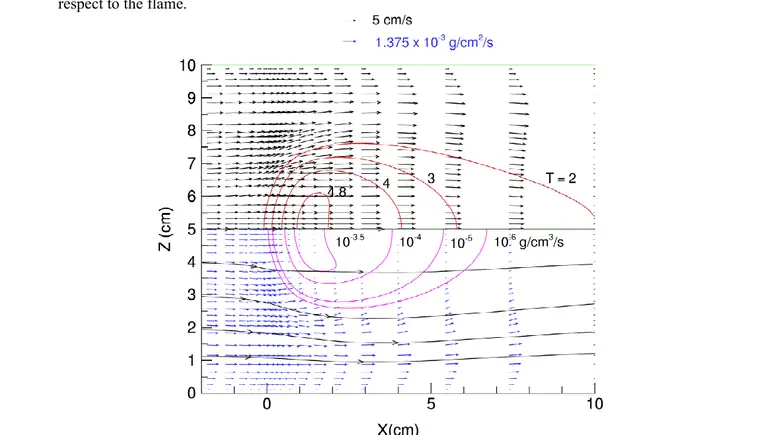 respect to the flame.
5 cm/s
1.375 x 10-3 g/cm2/s
10
9
8
7
6
5
4
3
2
1
0
Z (cm)
T = 2
3
4
4.8
10-3.5 10-4 10-5 10-6 g/cm3/s
0 5 10
X(cm)